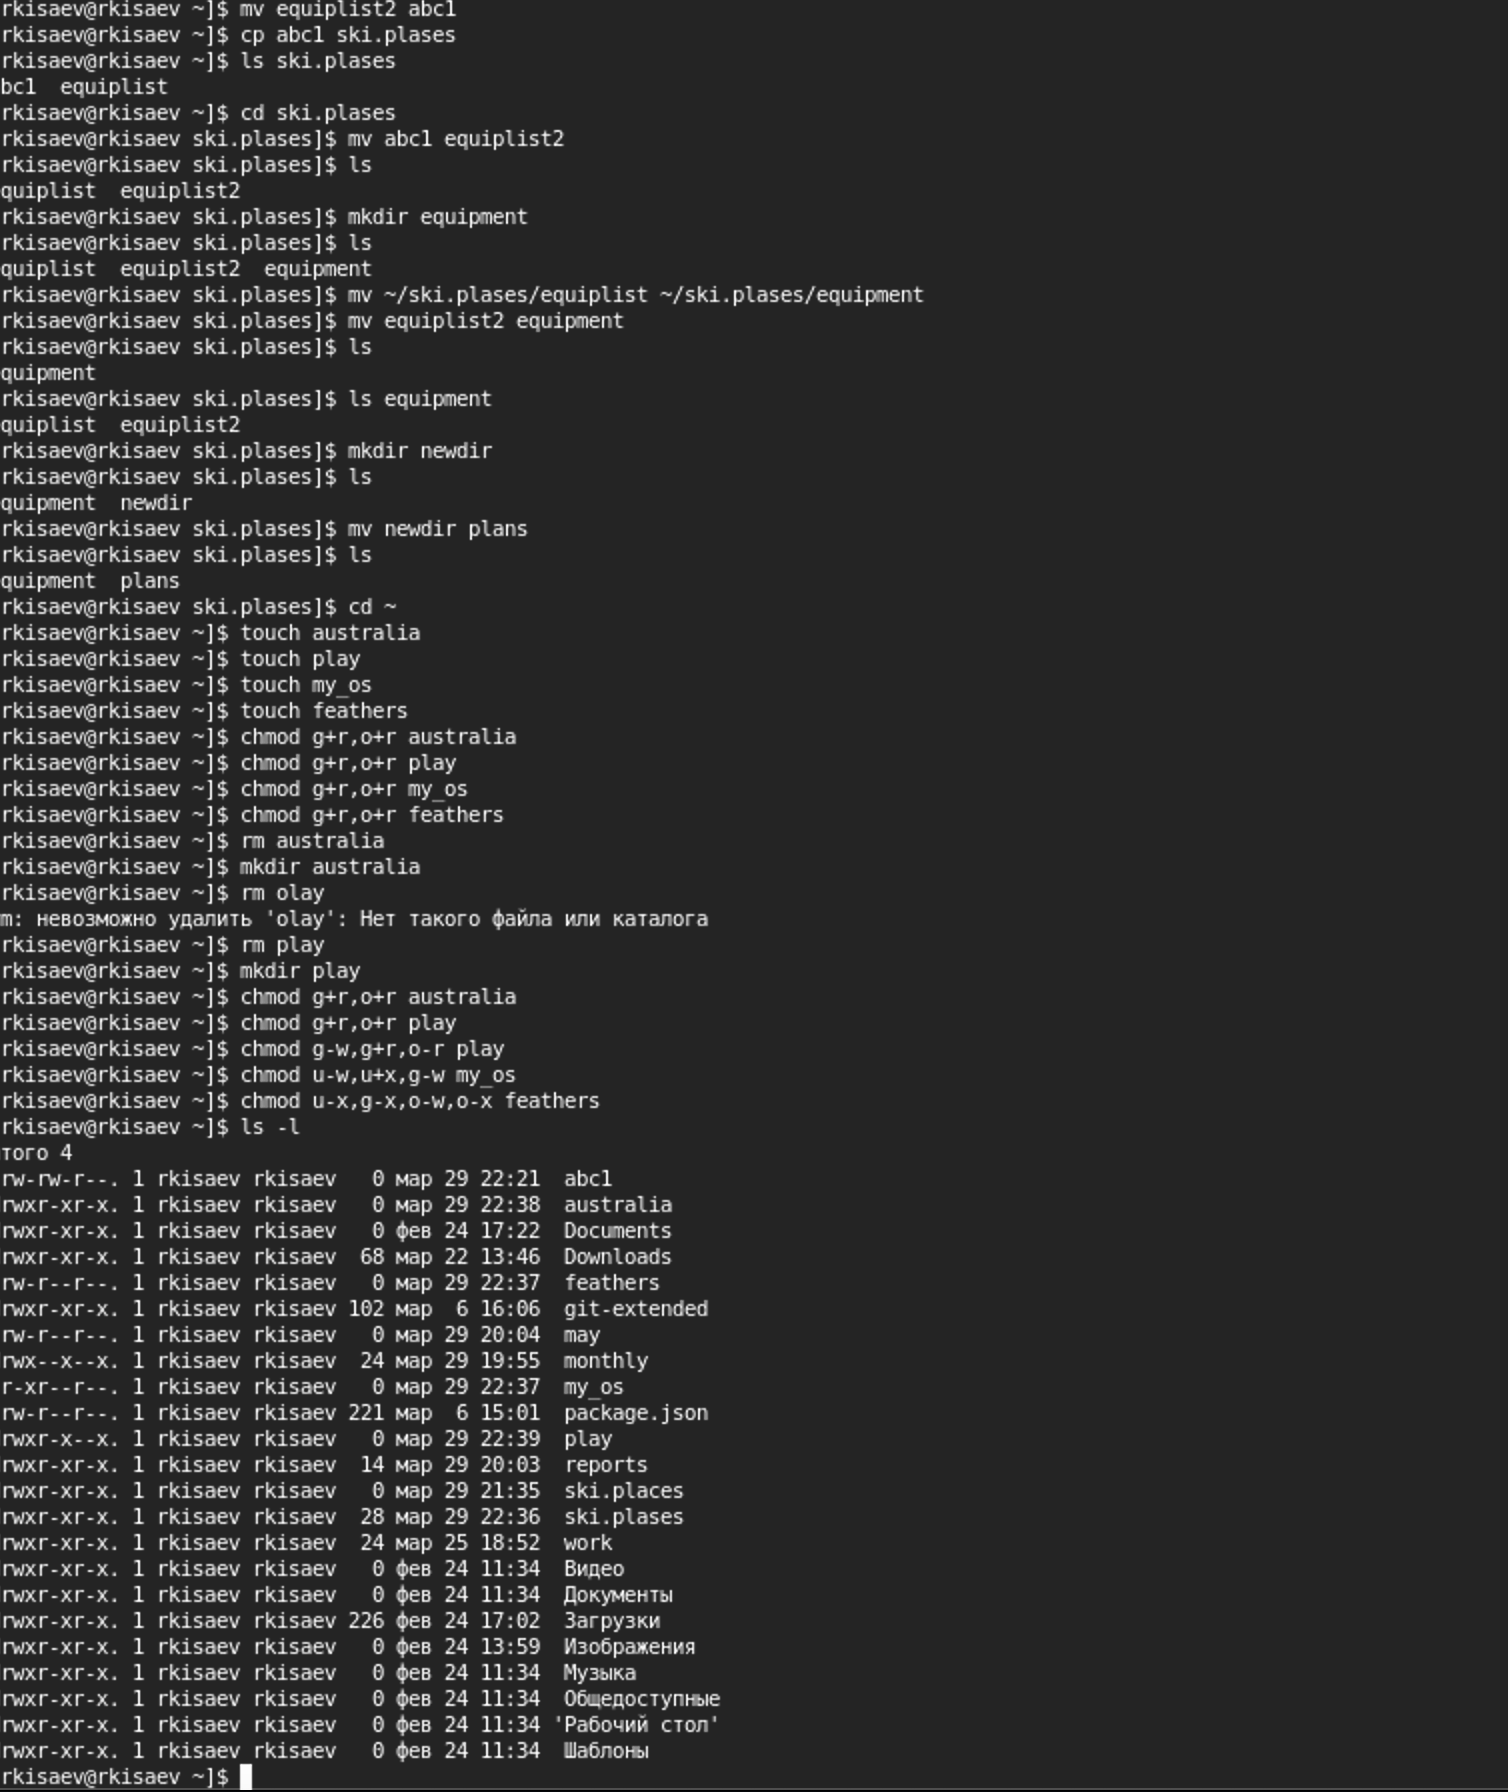 rkisaev@rkisaev ~]$ mv equiplist2 abc1
rkisaev@rkisaev ~]$ cp abc1 ski.plases
rkisaev@rkisaev ~]$ ls ski.plases
bc1  equiplist
rkisaev@rkisaev ~]$ cd ski.plases
rkisaev@rkisaev ski.plases]$ mv abc1 equiplist2
rkisaev@rkisaev ski.plases]$ ls
quiplist  equiplist2
rkisaev@rkisaev ski.plases]$ mkdir equipment
rkisaev@rkisaev ski.plases]$ ls
quiplist  equiplist2  equipment
rkisaev@rkisaev ski.plases]$ mv ~/ski.plases/equiplist ~/ski.plases/equipment
rkisaev@rkisaev ski.plases]$ mv equiplist2 equipment
rkisaev@rkisaev ski.plases]$ ls
quipment
rkisaev@rkisaev ski.plases]$ ls equipment
quiplist  equiplist2
rkisaev@rkisaev ski.plases]$ mkdir newdir
rkisaev@rkisaev ski.plases]$ ls
quipment  newdir
rkisaev@rkisaev ski.plases]$ mv newdir plans
rkisaev@rkisaev ski.plases]$ ls
quipment  plans
rkisaev@rkisaev ski.plases]$ cd ~
rkisaev@rkisaev ~]$ touch australia
rkisaev@rkisaev ~]$ touch play
rkisaev@rkisaev ~]$ touch my_os
rkisaev@rkisaev ~]$ touch feathers
rkisaev@rkisaev ~]$ chmod g+r,o+r australia
rkisaev@rkisaev ~]$ chmod g+r,o+r play
rkisaev@rkisaev ~]$ chmod g+r,o+r my_os
rkisaev@rkisaev ~]$ chmod g+r,o+r feathers
rkisaev@rkisaev ~]$ rm australia
rkisaev@rkisaev ~]$ mkdir australia
rkisaev@rkisaev ~]$ rm olay
m: невозможно удалить 'olay': Нет такого файла или каталога
rkisaev@rkisaev ~]$ rm play
rkisaev@rkisaev ~]$ mkdir play
rkisaev@rkisaev ~]$ chmod g+r,o+r australia
rkisaev@rkisaev ~]$ chmod g+r,o+r play
rkisaev@rkisaev ~]$ chmod g-w,g+r,o-r play
rkisaev@rkisaev ~]$ chmod u-w,u+x,g-w my_os
rkisaev@rkisaev ~]$ chmod u-x,g-x,o-w,o-x feathers
rkisaev@rkisaev ~]$ ls -l
того 4
rw-rw-r--. 1 rkisaev rkisaev   0 мар 29 22:21  abc1
rwxr-xr-x. 1 rkisaev rkisaev   0 мар 29 22:38  australia
rwxr-xr-x. 1 rkisaev rkisaev   0 фев 24 17:22  Documents
rwxr-xr-x. 1 rkisaev rkisaev  68 мар 22 13:46  Downloads
rw-r--r--. 1 rkisaev rkisaev   0 мар 29 22:37  feathers
rwxr-xr-x. 1 rkisaev rkisaev 102 мар  6 16:06  git-extended
rw-r--r--. 1 rkisaev rkisaev   0 мар 29 20:04  may
rwx--x--x. 1 rkisaev rkisaev  24 мар 29 19:55  monthly
r-xr--r--. 1 rkisaev rkisaev   0 мар 29 22:37  my_os
rw-r--r--. 1 rkisaev rkisaev 221 мар  6 15:01  package.json
rwxr-x--x. 1 rkisaev rkisaev   0 мар 29 22:39  play
rwxr-xr-x. 1 rkisaev rkisaev  14 мар 29 20:03  reports
rwxr-xr-x. 1 rkisaev rkisaev   0 мар 29 21:35  ski.places
rwxr-xr-x. 1 rkisaev rkisaev  28 мар 29 22:36  ski.plases
rwxr-xr-x. 1 rkisaev rkisaev  24 мар 25 18:52  work
rwxr-xr-x. 1 rkisaev rkisaev   0 фев 24 11:34  Видео
rwxr-xr-x. 1 rkisaev rkisaev   0 фев 24 11:34  Документы
rwxr-xr-x. 1 rkisaev rkisaev 226 фев 24 17:02  Загрузки
rwxr-xr-x. 1 rkisaev rkisaev   0 фев 24 13:59  Изображения
rwxr-xr-x. 1 rkisaev rkisaev   0 фев 24 11:34  Музыка
rwxr-xr-x. 1 rkisaev rkisaev   0 фев 24 11:34  Общедоступные
rwxr-xr-x. 1 rkisaev rkisaev   0 фев 24 11:34 'Рабочий стол'
rwxr-xr-x. 1 rkisaev rkisaev   0 фев 24 11:34  Шаблоны
rkisaev@rkisaev ~]$